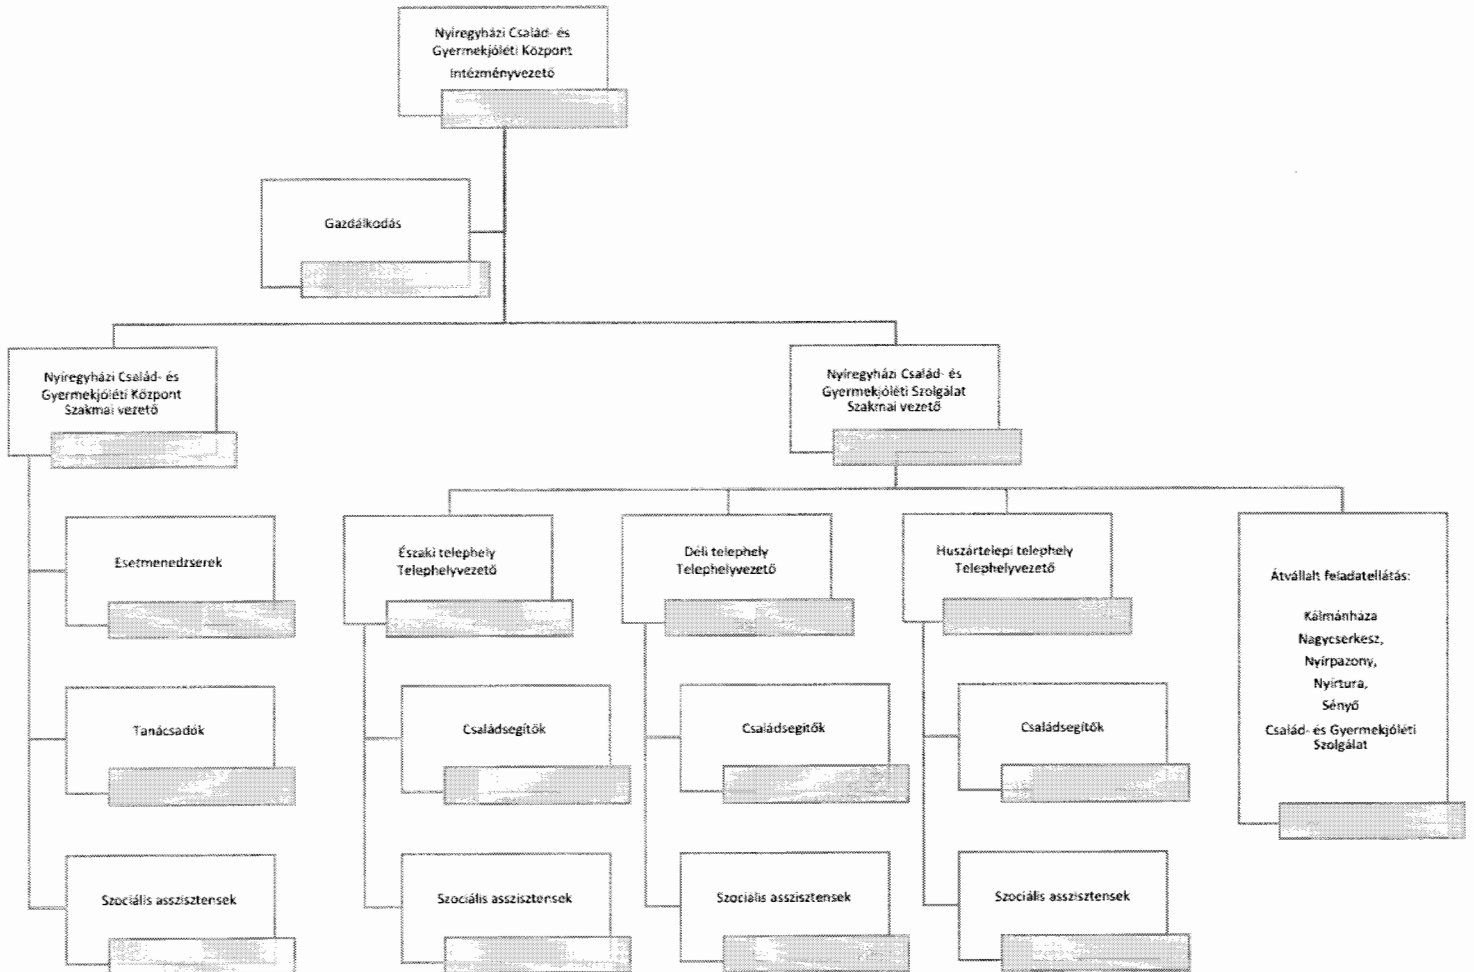 Nyíregyházi Család- és
Gyermekjóléti Központ
Intézményvezető
Gazdálkodás
Nyíregyházi Család- és
Gyermekjóléti Központ
Szakmai vezető
Nyíregyházi Család- és
Gyermekjóléti Szolgálat
Szakmai vezető
Esetmenedzserek
Tanácsadók
Szociális asszisztensek
Északi telephely
Telephelyvezető
Családsegítők
Szociális asszisztensek
Déli telephely
Telephelyvezető
Családsegítők
Szociális asszisztensek
Huszártelepi telephely
Telephelyvezető
Családsegítők
Szociális asszisztensek
Átvállalt feladatellátás:
Kálmánháza
Nagycserkesz,
Nyírpazony,
Nyírtura,
Sényő
Család- és Gyermekjóléti
Szolgálat